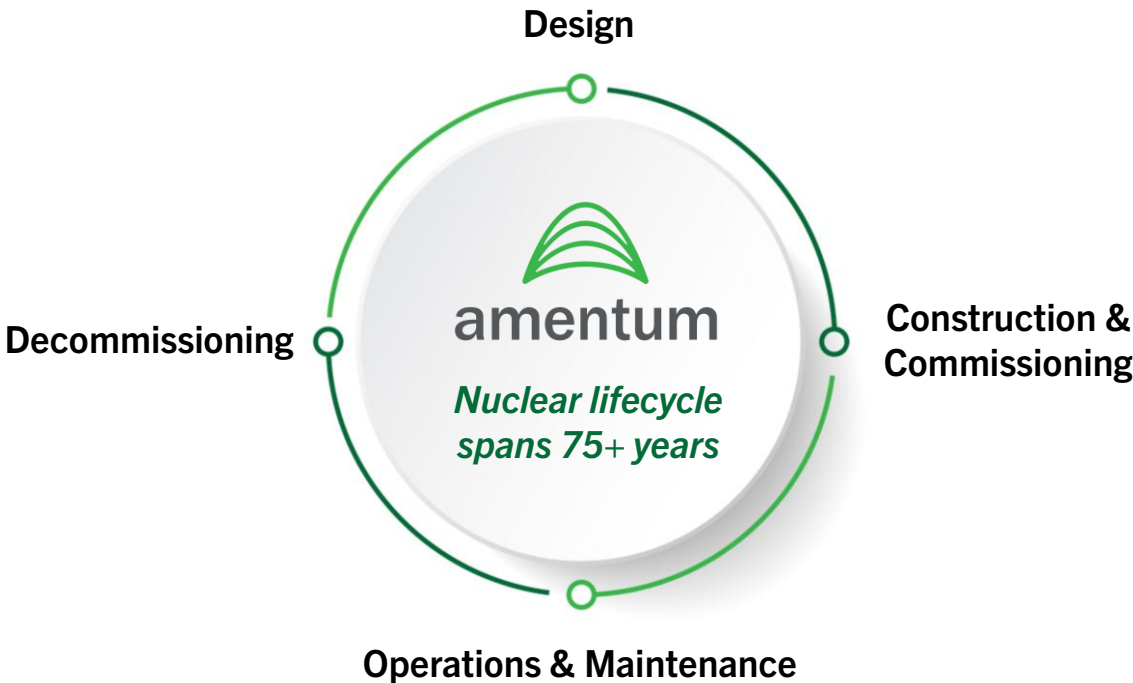 Design
amentum
Nuclear lifecycle
spans 75+ years
Construction &
Commissioning
Operations & Maintenance
Decommissioning